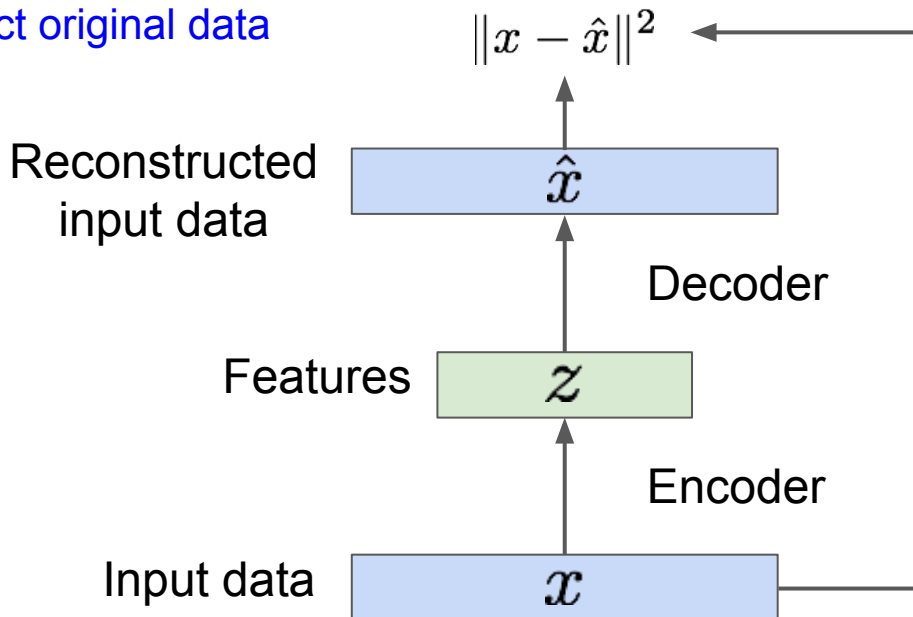 ct original data
‖x − x̂‖²
Reconstructed
input data
x̂
Decoder
Features
z
Encoder
Input data
x